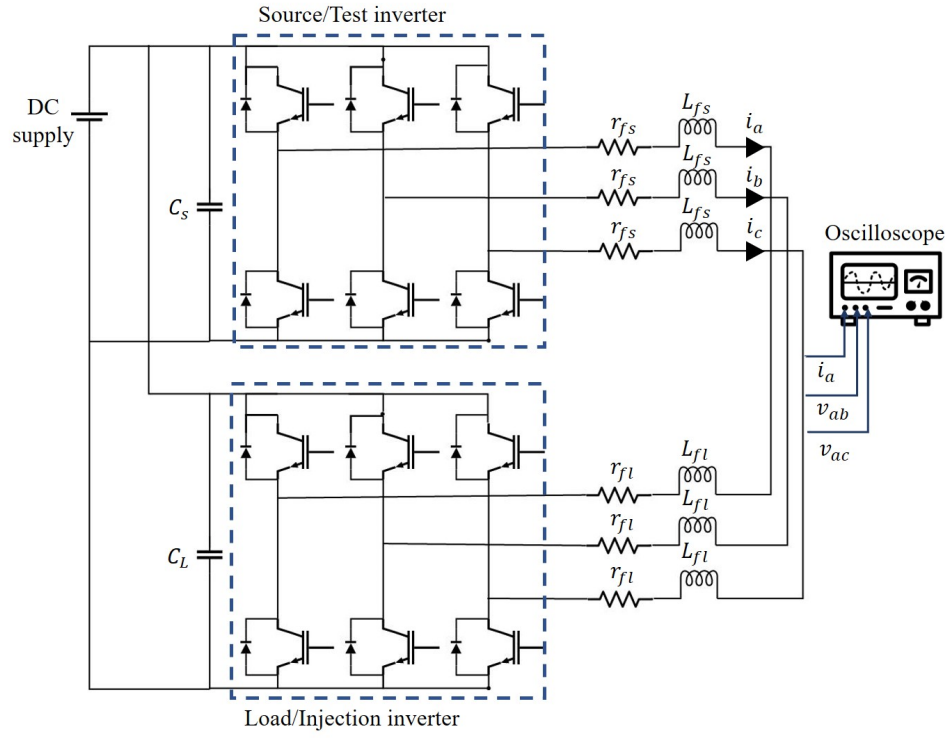 Source/Test inverter
DC
supply
C_s
r_fs
L_fs
i_a
r_fs
L_fs
i_b
r_fs
L_fs
i_c
Oscilloscope
i_a
v_ab
v_ac
C_L
r_fl
L_fl
r_fl
L_fl
r_fl
L_fl
Load/Injection inverter